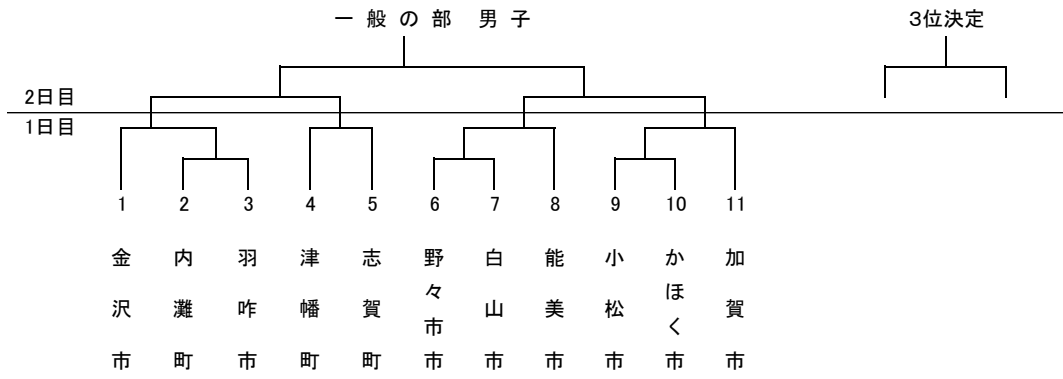 一 般 の 部 男 子
3位決定
2日目
1日目
1 2 3 4 5 6 7 8 9 10 11
金沢市
内灘町
羽咋市
津幡町
志賀町
野々市市
白山市
能美市
小松市
かほく市
加賀市